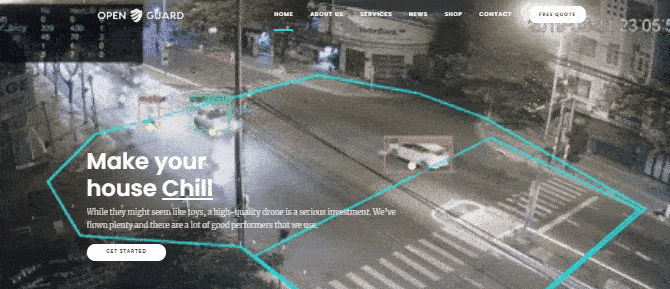 OPEN GUARD
HOME ABOUT US SERVICES NEWS SHOP CONTACT FREE QUOTE
Make your
house Chill
While they might seem like toys, a high-quality drone is a serious investment. We've
flown plenty and there are a lot of good performers that we use.
GET STARTED